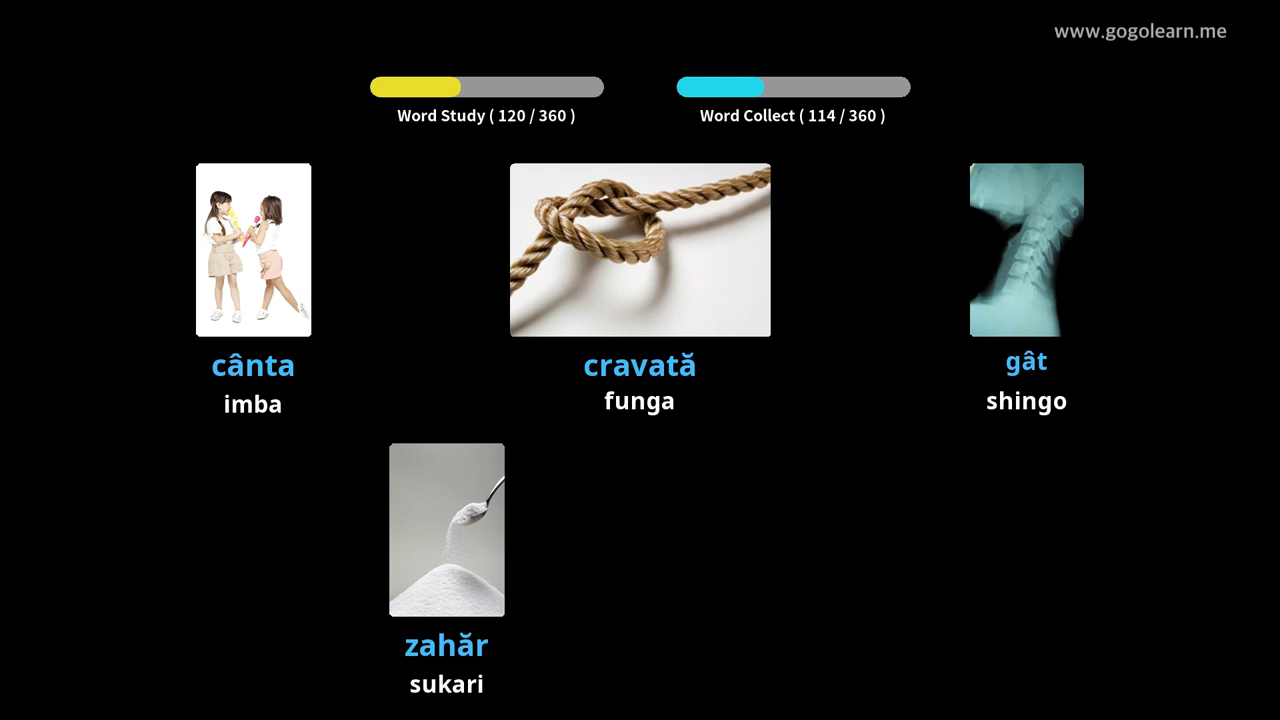 www.gogolearn.me
Word Study ( 120 / 360 )
Word Collect ( 114 / 360 )
cânta
imba
cravată
funga
gât
shingo
zahăr
sukari